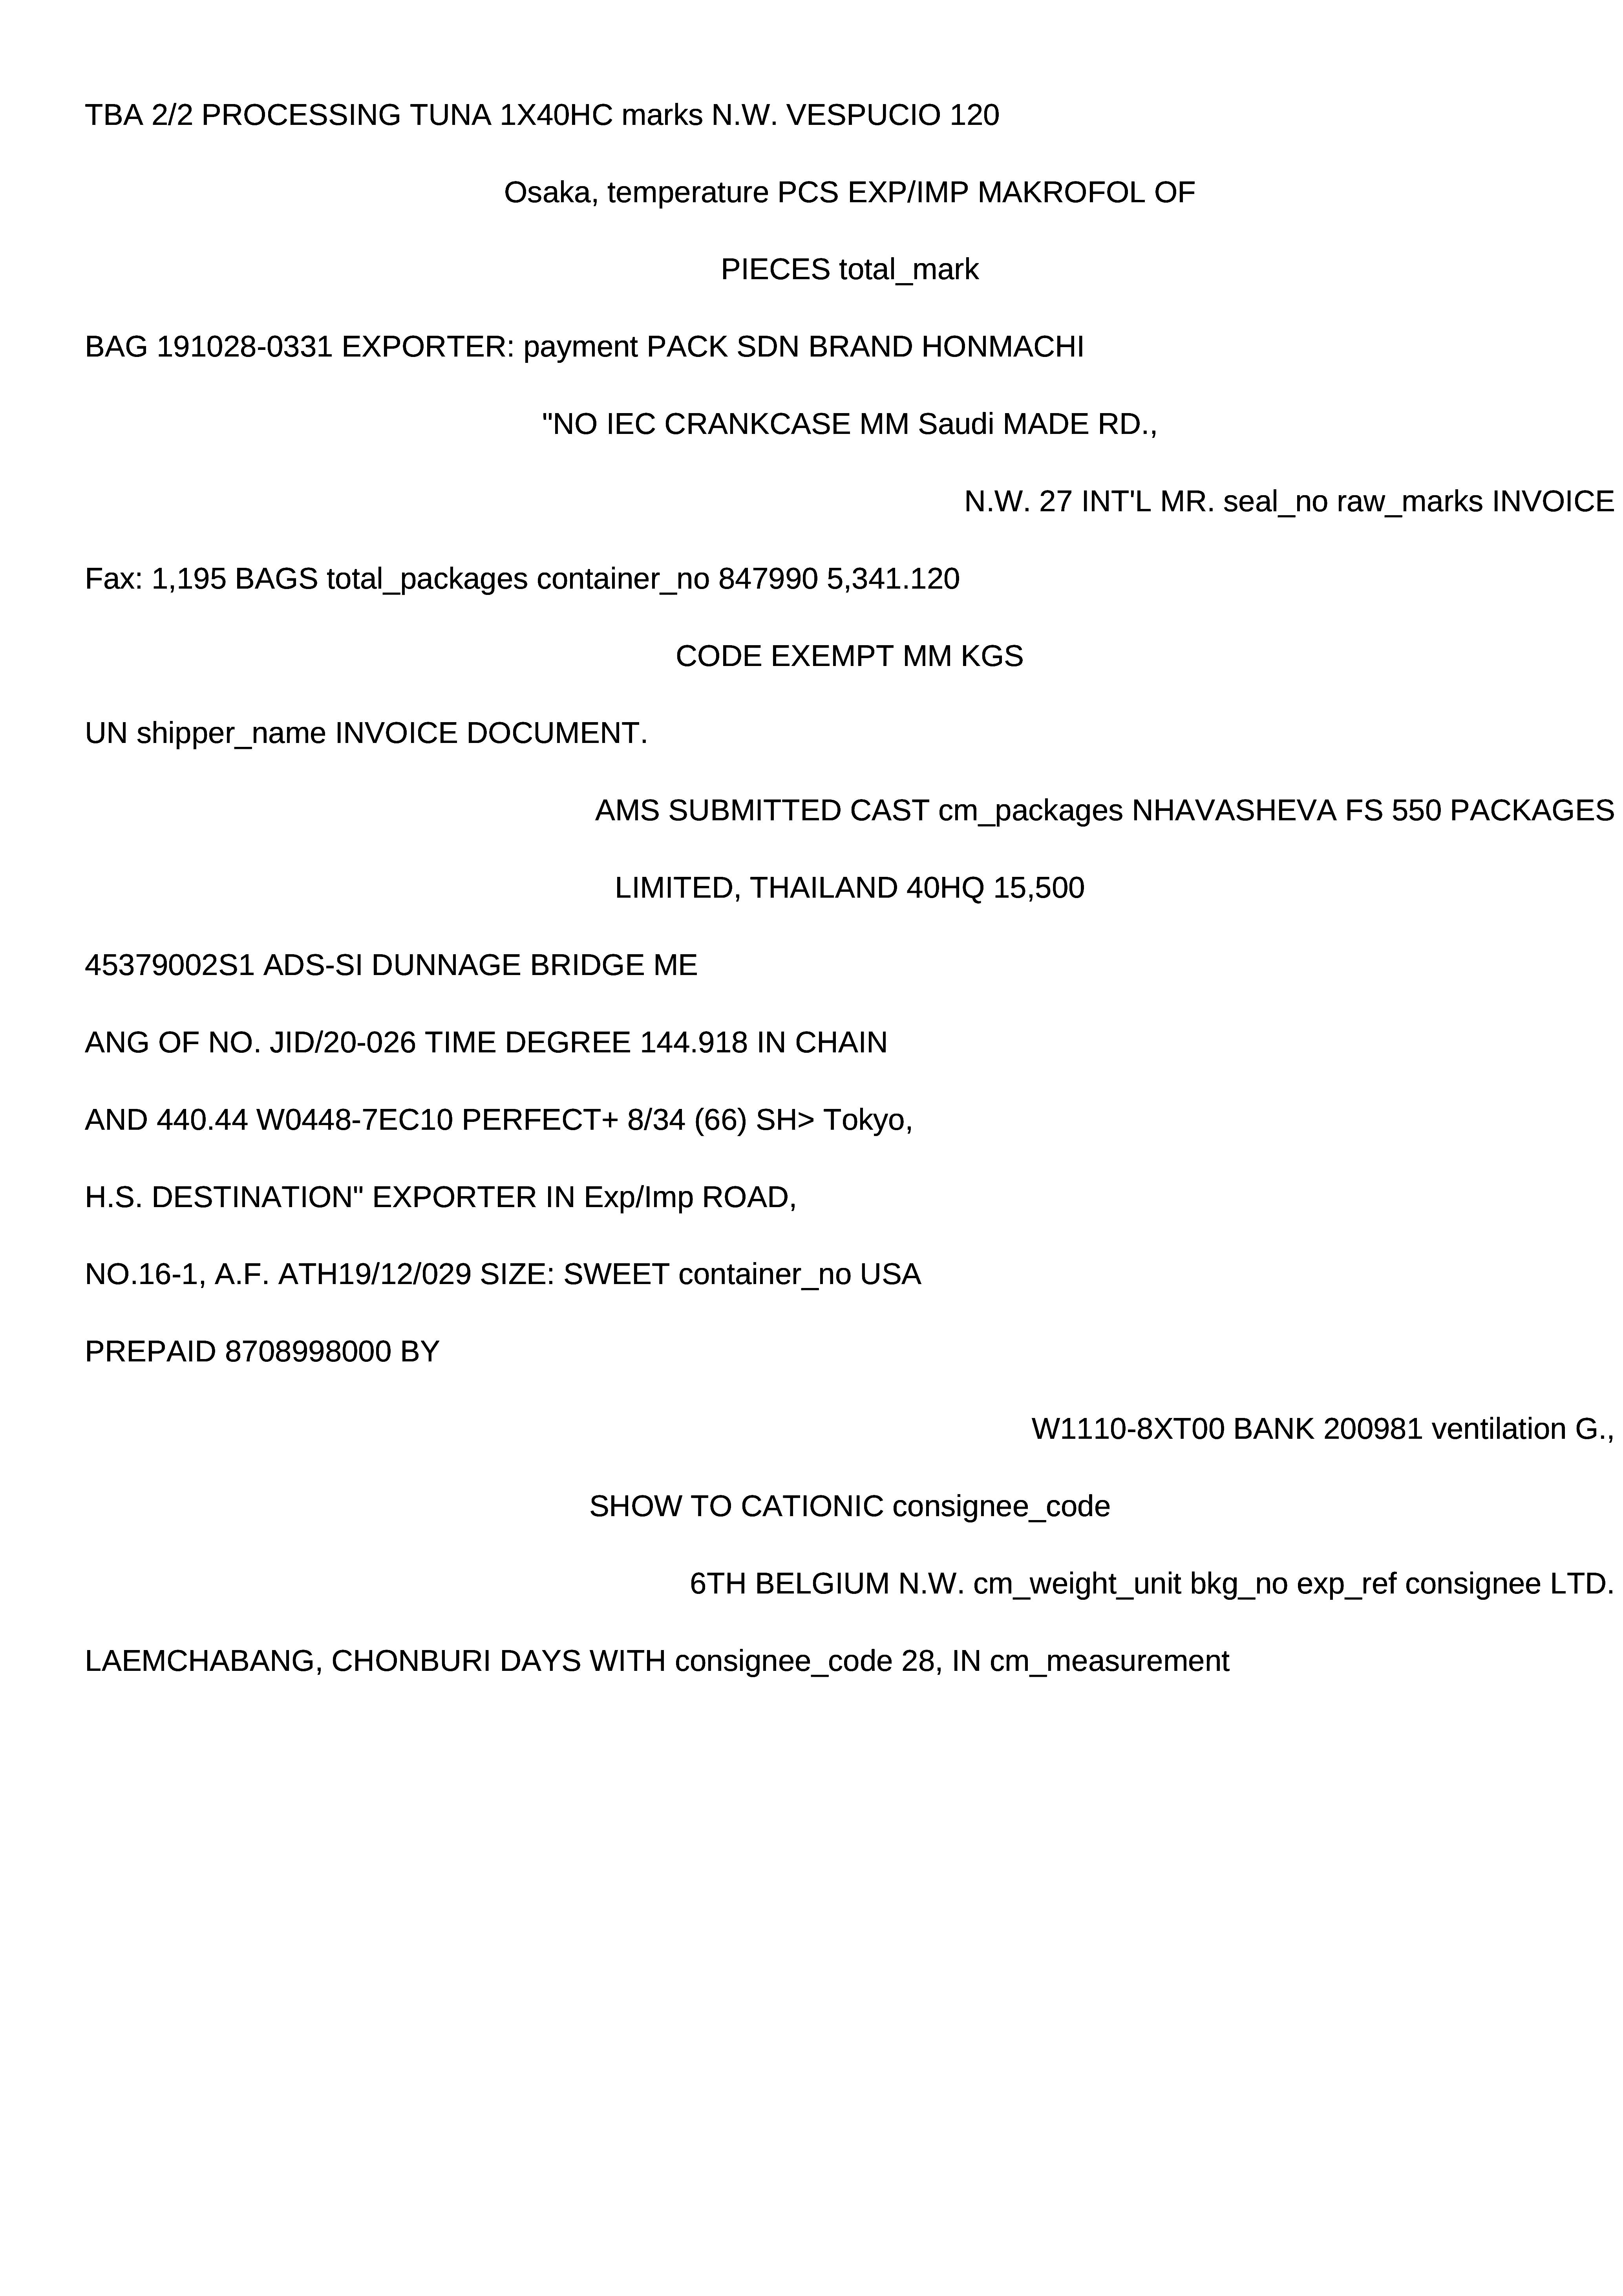 TBA 2/2 PROCESSING TUNA 1X40HC marks N.W. VESPUCIO 120
Osaka, temperature PCS EXP/IMP MAKROFOL OF
PIECES total_mark
BAG 191028-0331 EXPORTER: payment PACK SDN BRAND HONMACHI
"NO IEC CRANKCASE MM Saudi MADE RD.,
N.W. 27 INT'L MR. seal_no raw_marks INVOICE
Fax: 1,195 BAGS total_packages container_no 847990 5,341.120
CODE EXEMPT MM KGS
UN shipper_name INVOICE DOCUMENT.
AMS SUBMITTED CAST cm_packages NHAVASHEVA FS 550 PACKAGES
LIMITED, THAILAND 40HQ 15,500
45379002S1 ADS-SI DUNNAGE BRIDGE ME
ANG OF NO. JID/20-026 TIME DEGREE 144.918 IN CHAIN
AND 440.44 W0448-7EC10 PERFECT+ 8/34 (66) SH> Tokyo,
H.S. DESTINATION" EXPORTER IN Exp/Imp ROAD,
NO.16-1, A.F. ATH19/12/029 SIZE: SWEET container_no USA
PREPAID 8708998000 BY
W1110-8XT00 BANK 200981 ventilation G.,
SHOW TO CATIONIC consignee_code
6TH BELGIUM N.W. cm_weight_unit bkg_no exp_ref consignee LTD.
LAEMCHABANG, CHONBURI DAYS WITH consignee_code 28, IN cm_measurement